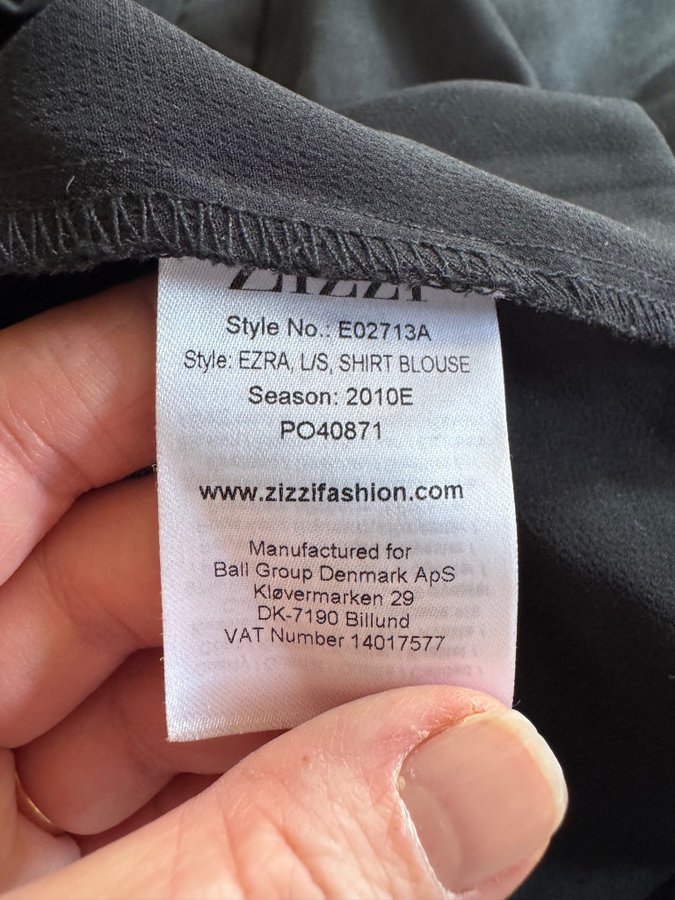 ZIZZI
Style No.: E02713A
Style: EZRA, L/S, SHIRT BLOUSE
Season: 2010E
PO40871
www.zizzifashion.com
Manufactured for
Ball Group Denmark ApS
Kløvermarken 29
DK-7190 Billund
VAT Number 14017577